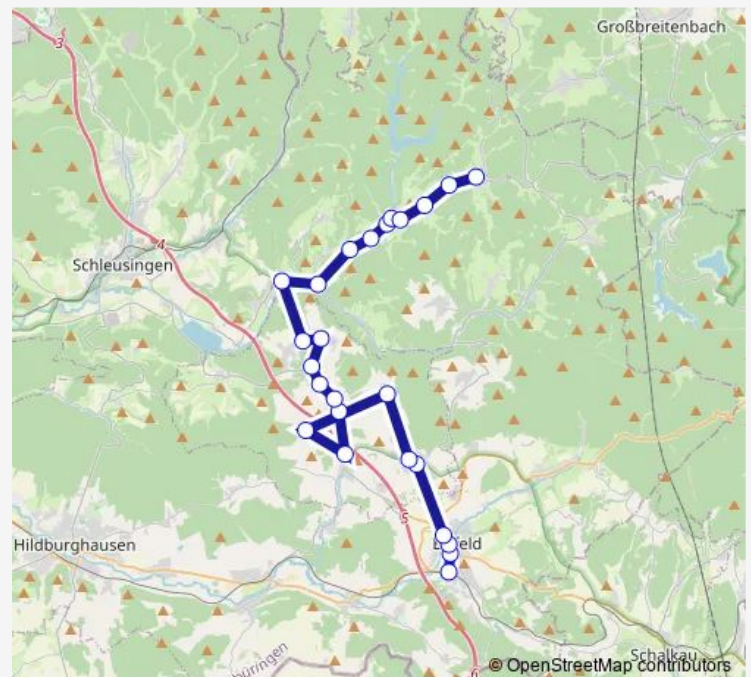 Großbreitenbach
3
4
Schleusingen
5
Hildburghausen
Schalkau
6
© OpenStreetMap contributors